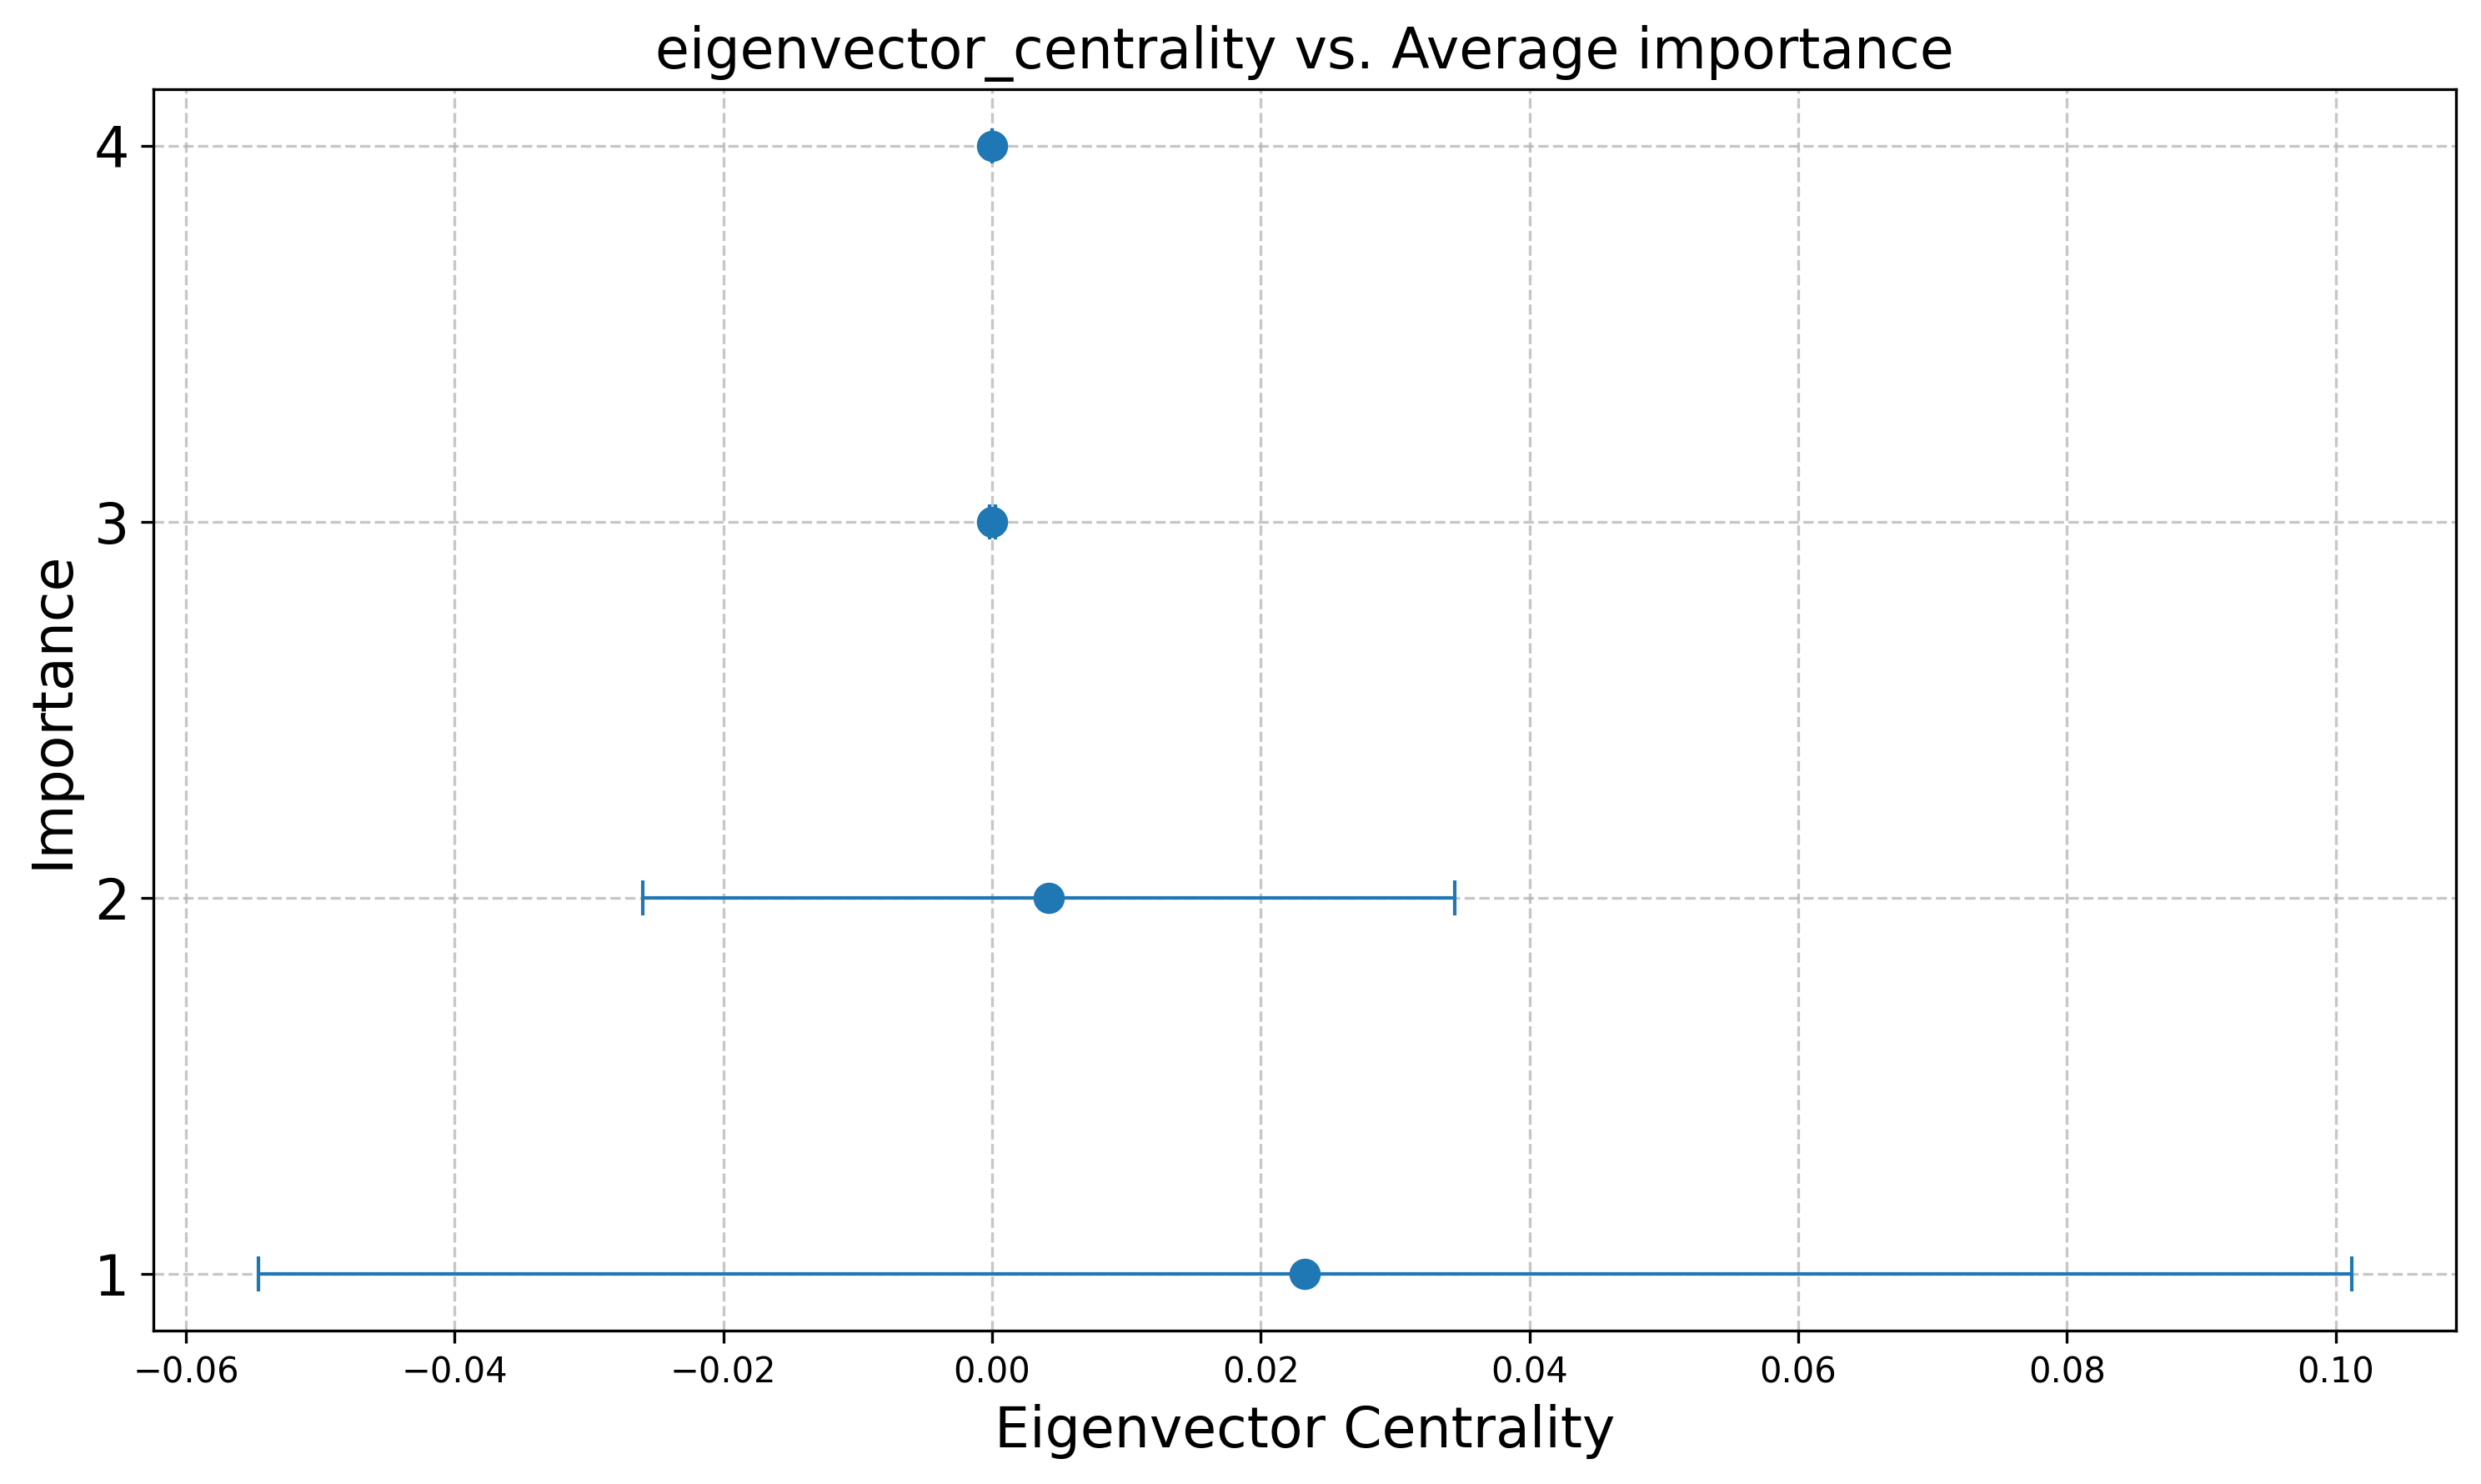 eigenvector_centrality vs. Average importance
4
3
2
1
Importance
−0.06 −0.04 −0.02 0.00 0.02 0.04 0.06 0.08 0.10
Eigenvector Centrality